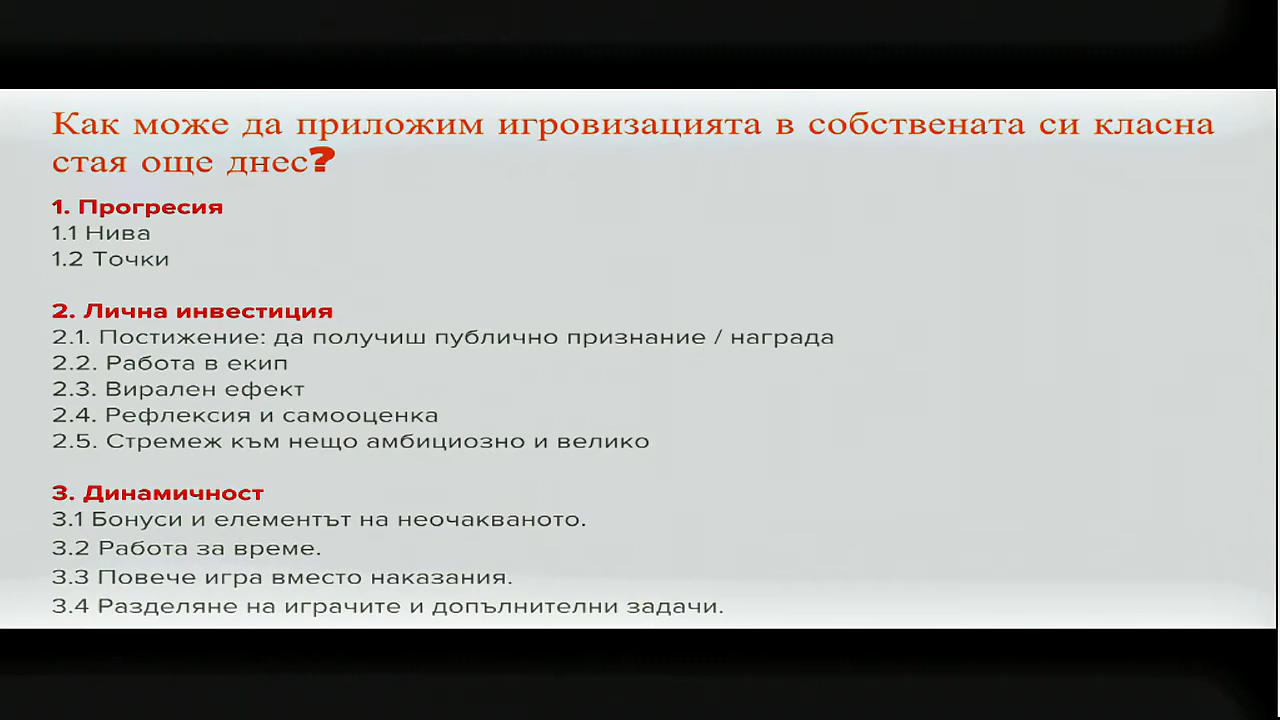 Как може да приложим игровизацията в собствената си класна
стая още днес?
1. Прогресия
1.1 Нива
1.2 Точки
2. Лична инвестиция
2.1. Постижение: да получиш публично признание / награда
2.2. Работа в екип
2.3. Вирален ефект
2.4. Рефлексия и самооценка
2.5. Стремеж към нещо амбициозно и велико
3. Динамичност
3.1 Бонуси и елементът на неочакваното.
3.2 Работа за време.
3.3 Повече игра вместо наказания.
3.4 Разделяне на играчите и допълнителни задачи.